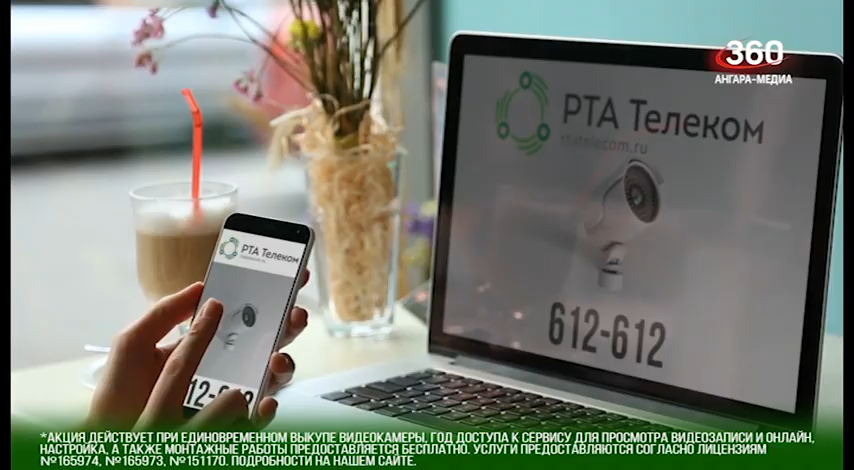 360
АНГАРА-МЕДИА
РТА Телеком
rtatelecom.ru
612-612
РТА Телеком
12-6
*АКЦИЯ ДЕЙСТВУЕТ ПРИ ЕДИНОВРЕМЕННОМ ВЫКУПЕ ВИДЕОКАМЕРЫ, ГОД ДОСТУПА К СЕРВИСУ ДЛЯ ПРОСМОТРА ВИДЕОЗАПИСИ И ОНЛАЙН,
НАСТРОЙКА, А ТАКЖЕ МОНТАЖНЫЕ РАБОТЫ ПРЕДОСТАВЛЯЕТСЯ БЕСПЛАТНО. УСЛУГИ ПРЕДОСТАВЛЯЮТСЯ СОГЛАСНО ЛИЦЕНЗИЯМ
№165974, №165973, №151170. ПОДРОБНОСТИ НА НАШЕМ САЙТЕ.